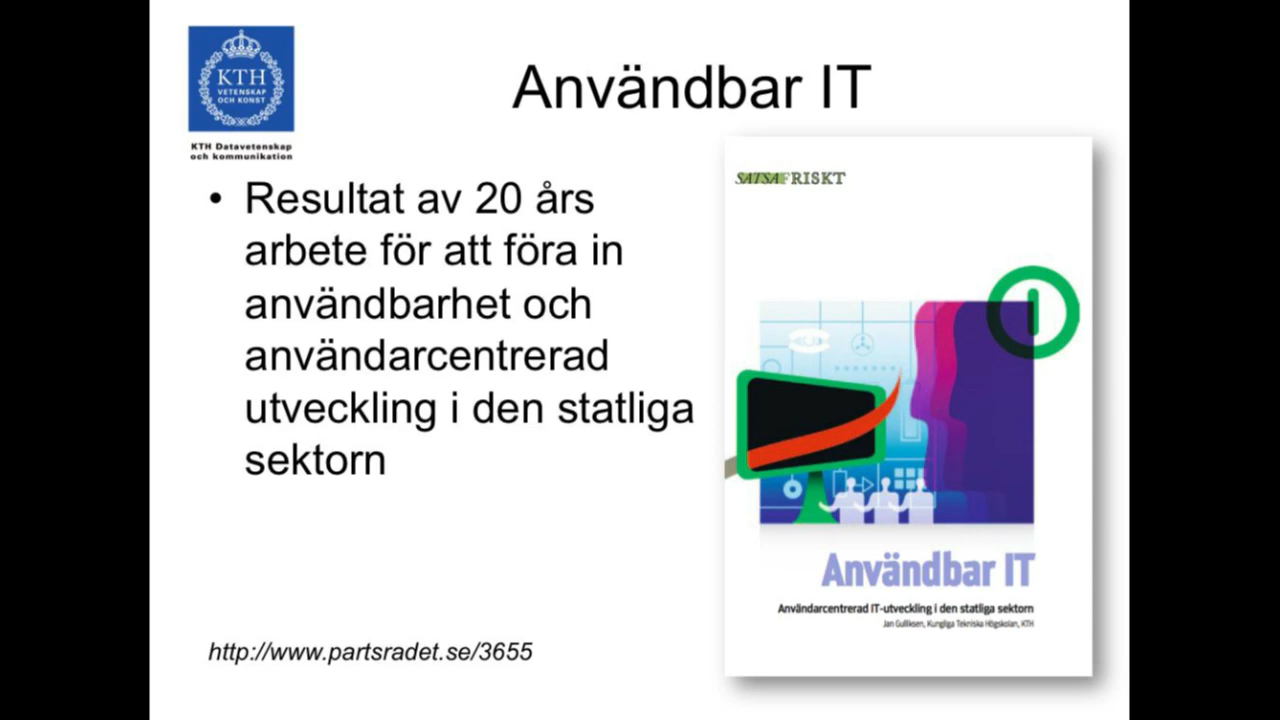 KTH
VETENSKAP
OCH KONST
KTH Datavetenskap
och kommunikation
Användbar IT
• Resultat av 20 års
arbete för att föra in
användbarhet och
användarcentrerad
utveckling i den statliga
sektorn
http://www.partsradet.se/3655
SATSA FRISKT
Användbar IT
Användarcentrerad IT-utveckling i den statliga sektorn
Jan Gulliksen, Kungliga Tekniska Högskolan, KTH